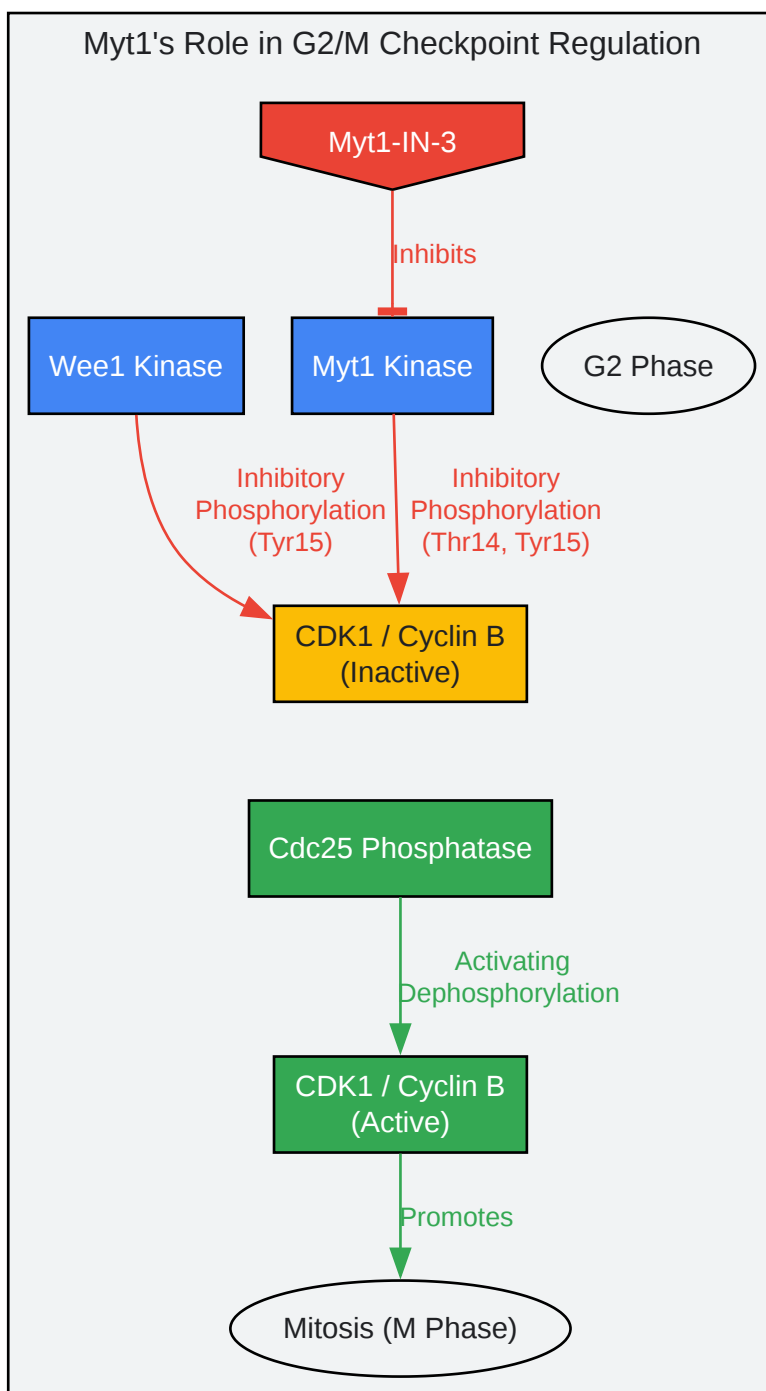 Myt1's Role in G2/M Checkpoint Regulation
Myt1-IN-3
Inhibits
Wee1 Kinase
Myt1 Kinase
G2 Phase
Inhibitory
Phosphorylation
(Tyr15)
Inhibitory
Phosphorylation
(Thr14, Tyr15)
CDK1 / Cyclin B
(Inactive)
Cdc25 Phosphatase
Activating
Dephosphorylation
CDK1 / Cyclin B
(Active)
Promotes
Mitosis (M Phase)